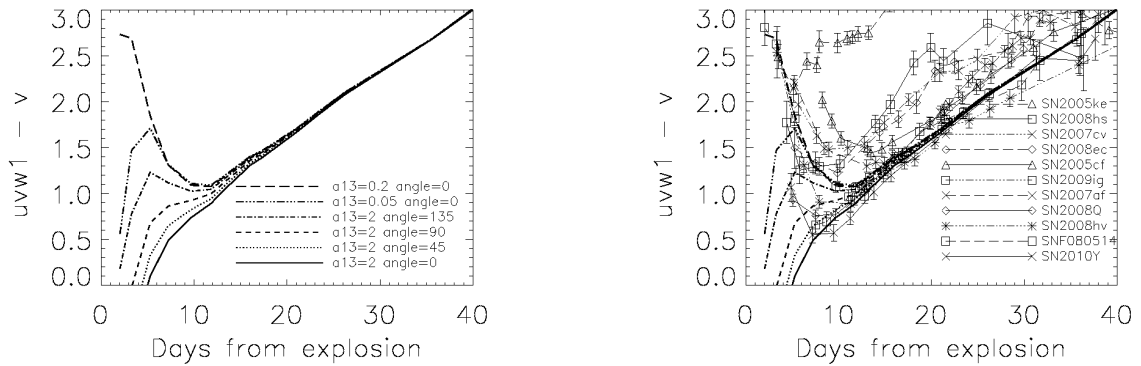 3.0
2.5
2.0
1.5
1.0
0.5
0.0
uvw1 - v
0 10 20 30 40
Days from explosion
a13=0.2 angle=0
a13=0.05 angle=0
a13=2 angle=135
a13=2 angle=90
a13=2 angle=45
a13=2 angle=0
3.0
2.5
2.0
1.5
1.0
0.5
0.0
uvw1 - v
0 10 20 30 40
Days from explosion
SN2005ke
SN2008hs
SN2007cv
SN2008ec
SN2005cf
SN2009ig
SN2007af
SN2008Q
SN2008hv
SNF080514
SN2010Y